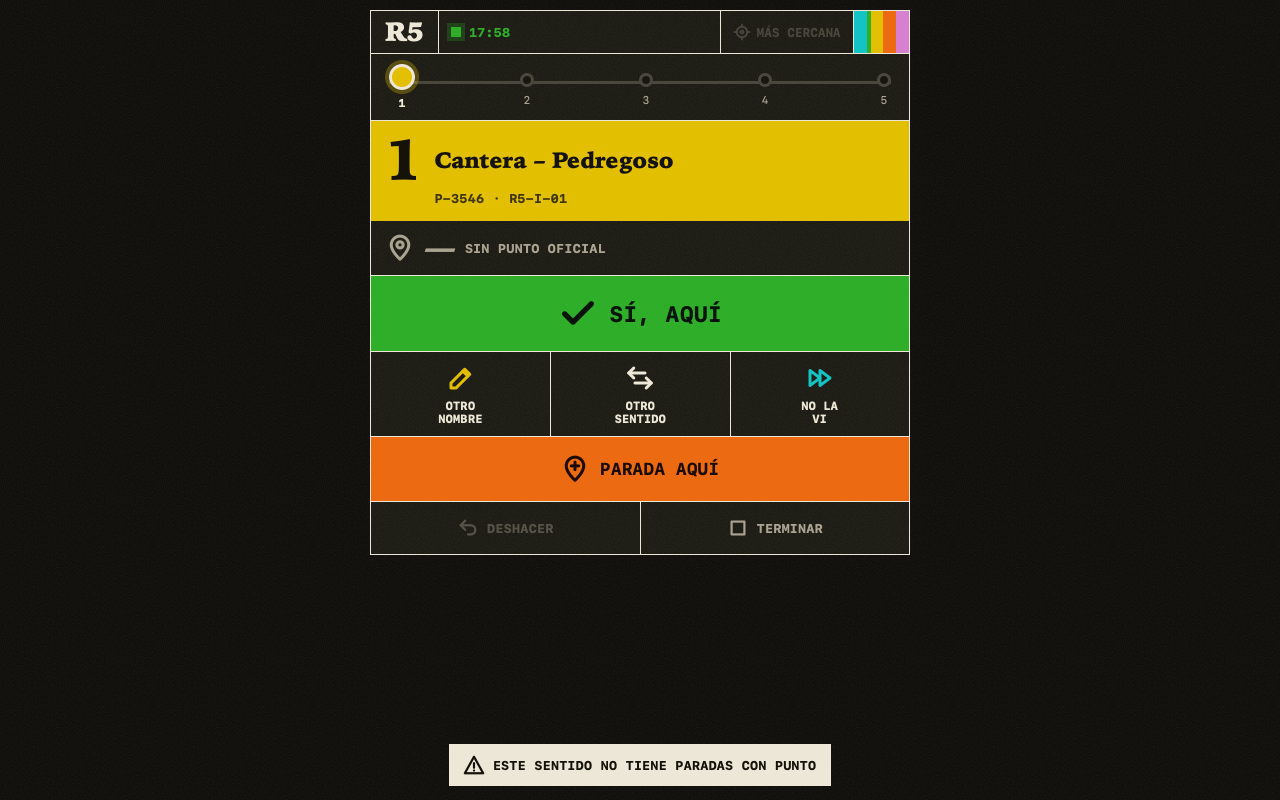 R5
17:58
MÁS CERCANA
1
2
3
4
5
1
Cantera – Pedregoso
P-3546 · R5-I-01
SIN PUNTO OFICIAL
SÍ, AQUÍ
OTRO
NOMBRE
OTRO
SENTIDO
NO LA
VI
PARADA AQUÍ
DESHACER
TERMINAR
ESTE SENTIDO NO TIENE PARADAS CON PUNTO